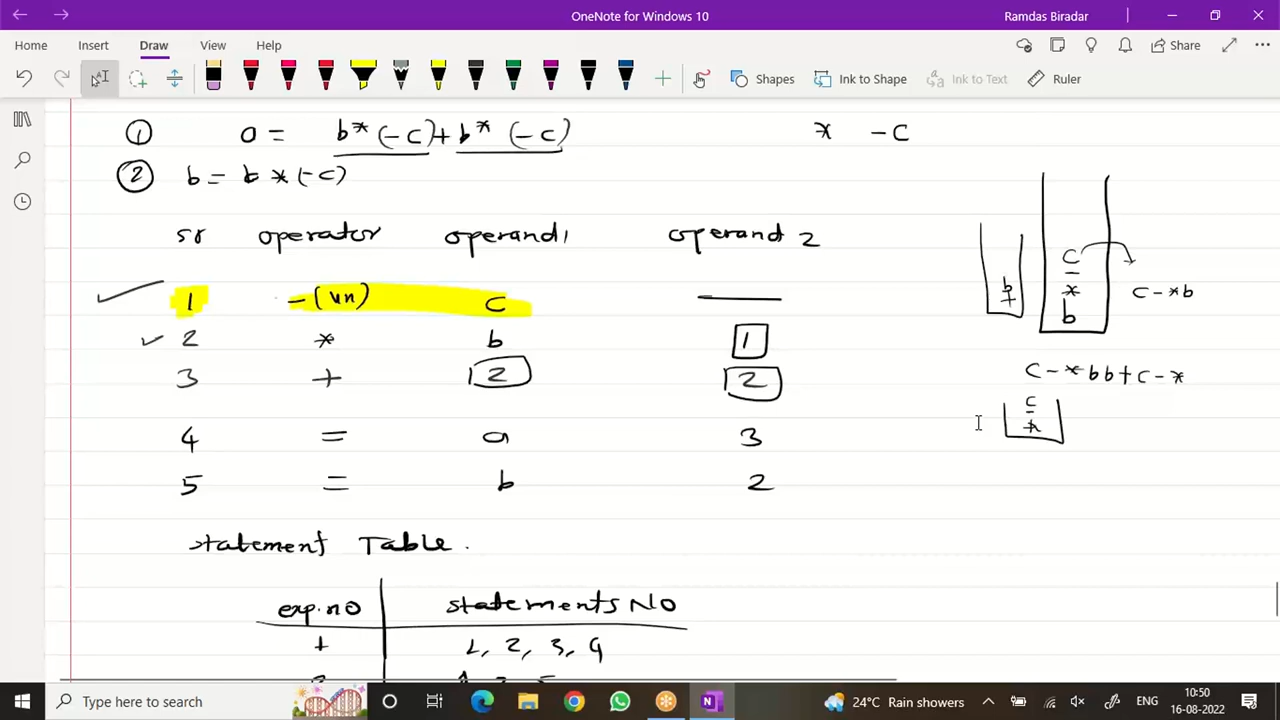 OneNote for Windows 10
Ramdas Biradar
Home Insert Draw View Help
Share
Shapes Ink to Shape Ink to Text Ruler
① a = b*(-c)+b*(-c) * -c
② b = b*(-c)
sr operator operand1 operand 2
1 -(un) c —
2 * b 1
3 + 2 2
4 = a 3
5 = b 2
c
-
*
b
b
+
c-*b
c-*bb+c-*
c
-
*
statement Table.
exp.no statements NO
1 1, 2, 3, 4
Type here to search
24°C Rain showers
ENG
10:50
16-08-2022